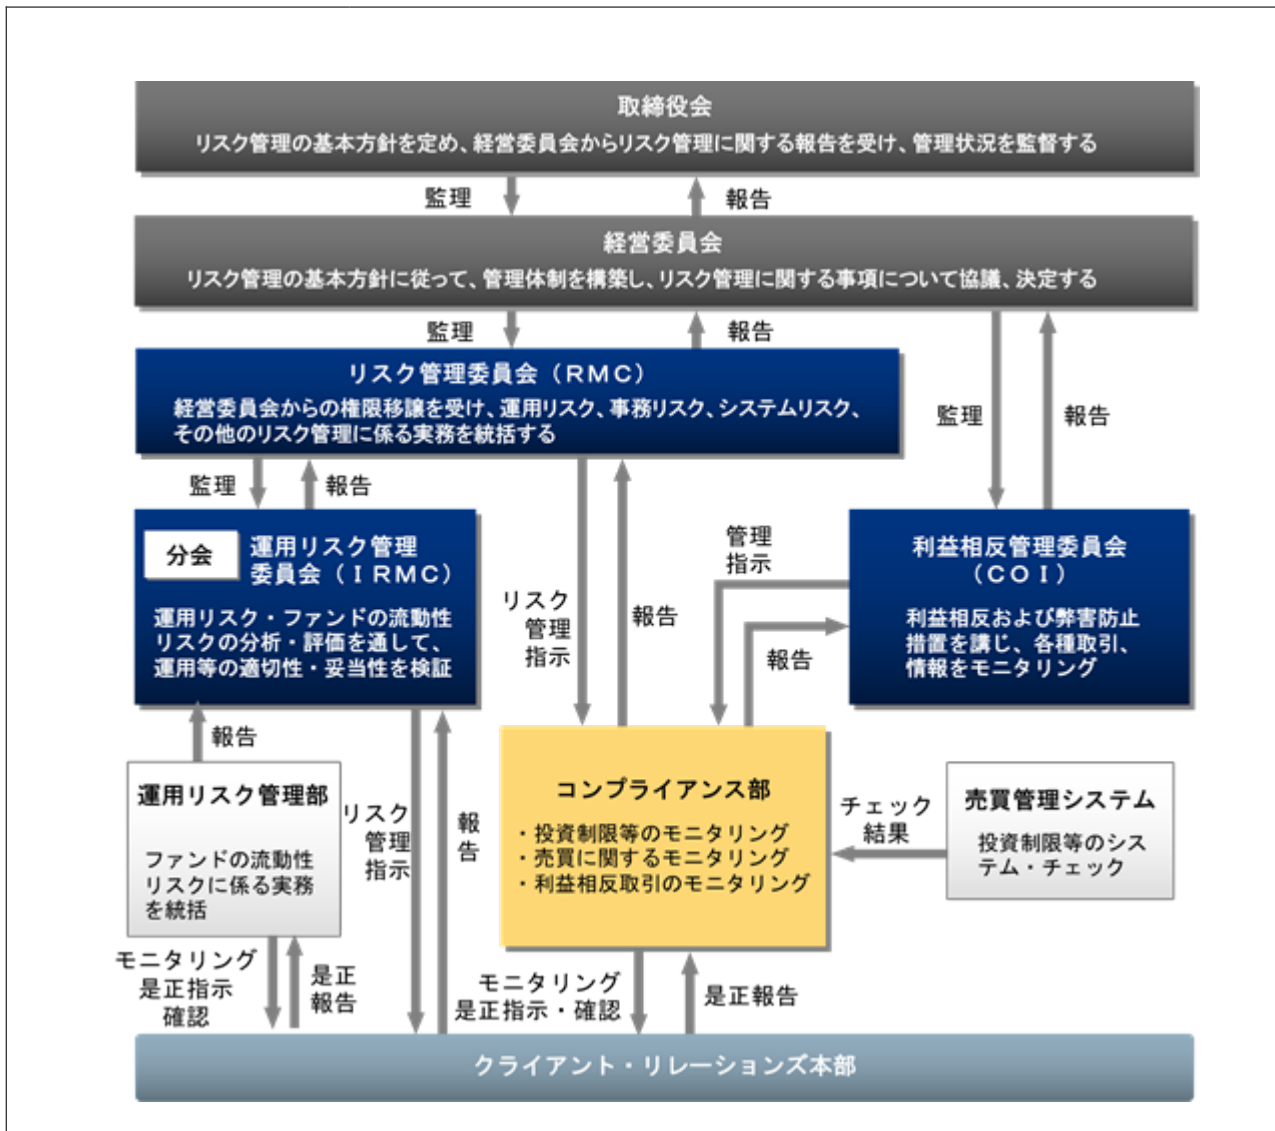 取締役会
リスク管理の基本方針を定め、経営委員会からリスク管理に関する報告を受け、管理状況を監督する
監理
報告
経営委員会
リスク管理の基本方針に従って、管理体制を構築し、リスク管理に関する事項について協議、決定する
監理
報告
リスク管理委員会（ＲＭＣ）
経営委員会からの権限移譲を受け、運用リスク、事務リスク、システムリスク、
その他のリスク管理に係る実務を統括する
監理
報告
監理
報告
分会
運用リスク管理
委員会（ＩＲＭＣ）
運用リスク・ファンドの流動性
リスクの分析・評価を通して、
運用等の適切性・妥当性を検証
リスク
管理
指示
報告
管理
指示
報告
利益相反管理委員会
（ＣＯＩ）
利益相反および弊害防止
措置を講じ、各種取引、
情報をモニタリング
報告
運用リスク管理部
ファンドの流動性
リスクに係る実務
を統括
リスク
管理
指示
報
告
コンプライアンス部
・投資制限等のモニタリング
・売買に関するモニタリング
・利益相反取引のモニタリング
チェック
結果
売買管理システム
投資制限等のシス
テム・チェック
モニタリング
是正指示
確認
是正
報告
モニタリング
是正指示・確認
是正報告
クライアント・リレーションズ本部